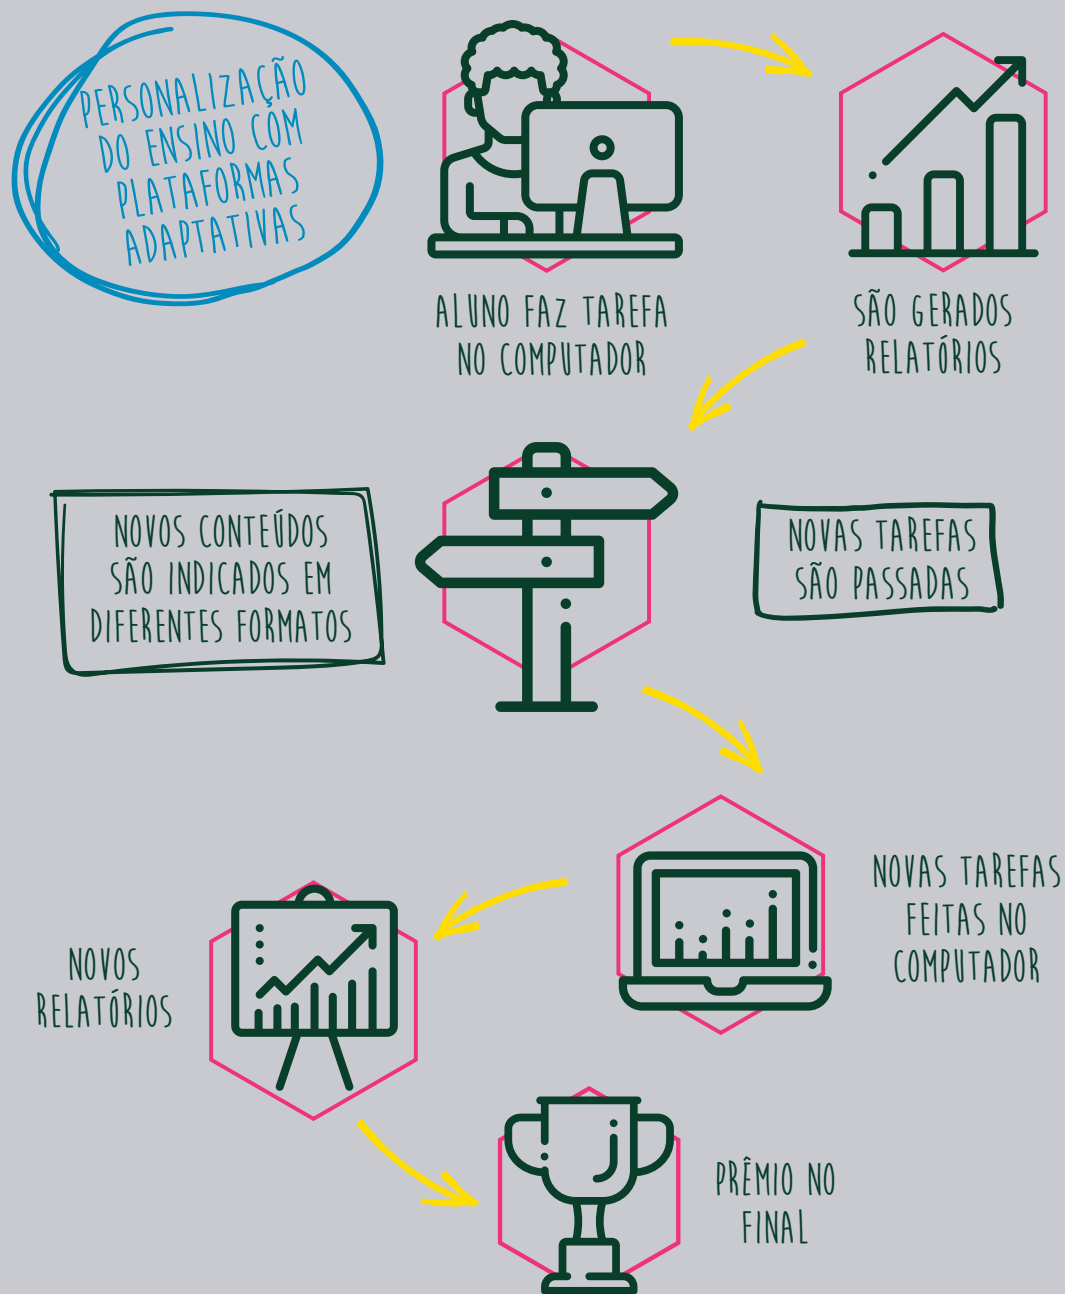 PERSONALIZAÇÃO
DO ENSINO COM
PLATAFORMAS
ADAPTATIVAS
ALUNO FAZ TAREFA
NO COMPUTADOR
SÃO GERADOS
RELATÓRIOS
NOVOS CONTEÚDOS
SÃO INDICADOS EM
DIFERENTES FORMATOS
NOVAS TAREFAS
SÃO PASSADAS
NOVAS TAREFAS
FEITAS NO
COMPUTADOR
NOVOS
RELATÓRIOS
PRÊMIO NO
FINAL